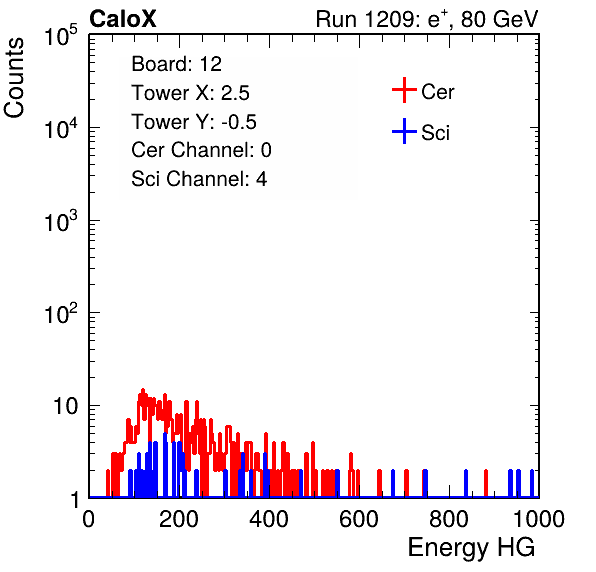 CaloX Run 1209: e⁺, 80 GeV
Counts
Board: 12
Tower X: 2.5
Tower Y: -0.5
Cer Channel: 0
Sci Channel: 4
Cer
Sci
10⁵
10⁴
10³
10²
10
1
0 200 400 600 800 1000
Energy HG